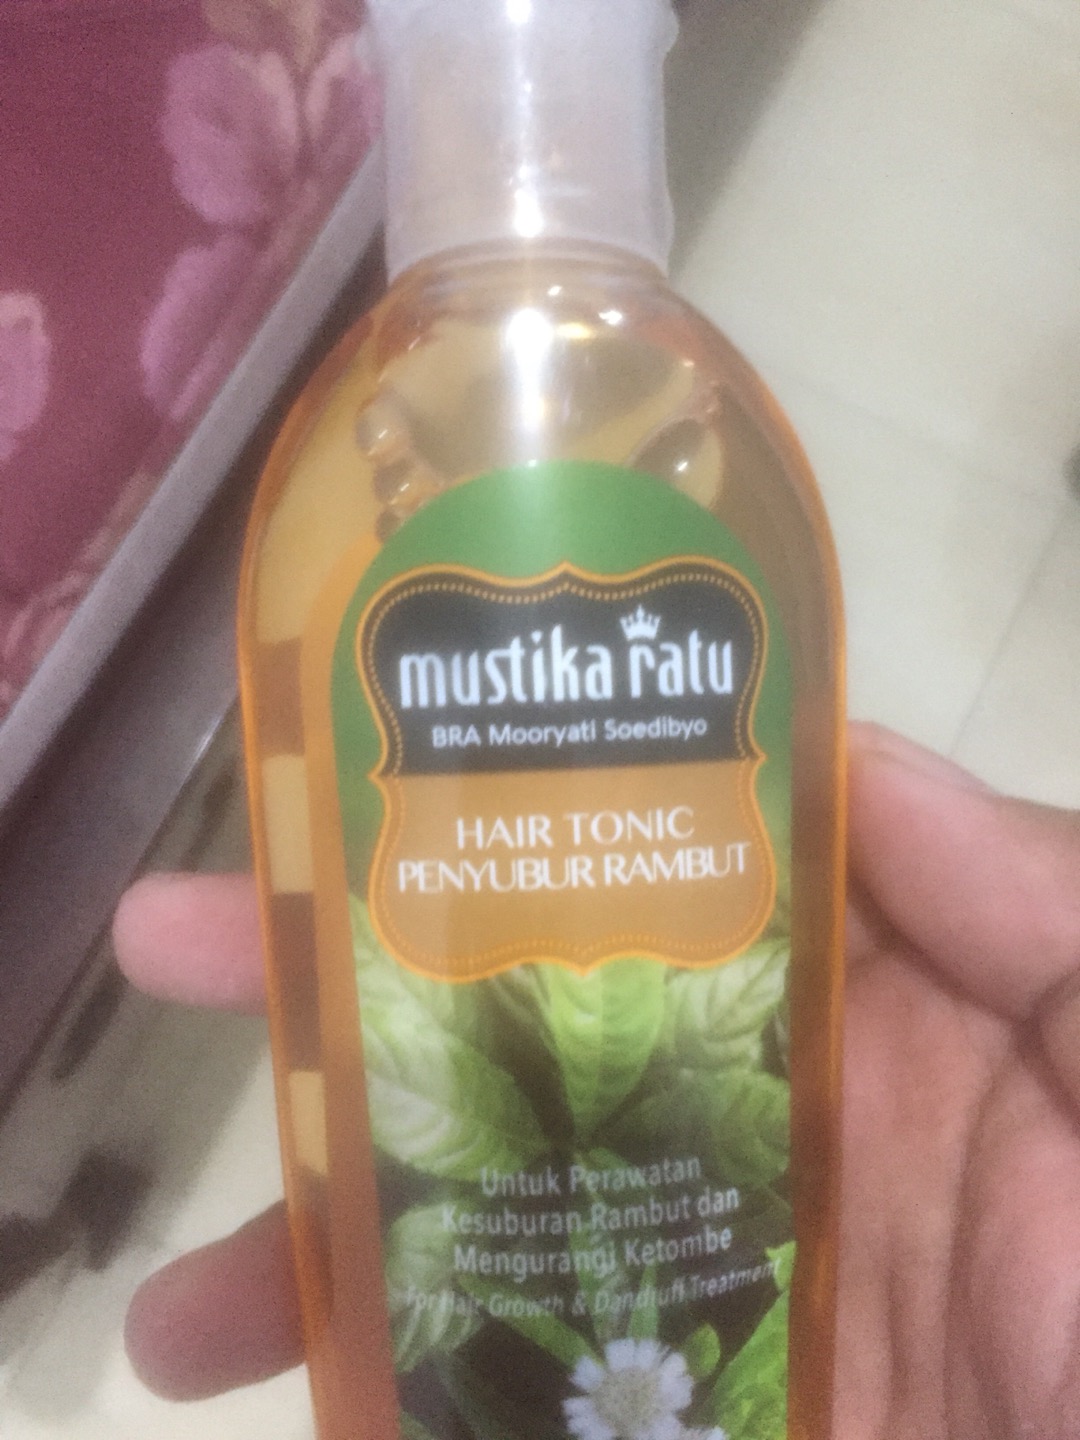 mustika ratu
BRA Mooryati Soedibyo
HAIR TONIC
PENYUBUR RAMBUT
Untuk Perawatan
Kesuburan Rambut dan
Mengurangi Ketombe
For Hair Growth & Dandruff Treatment